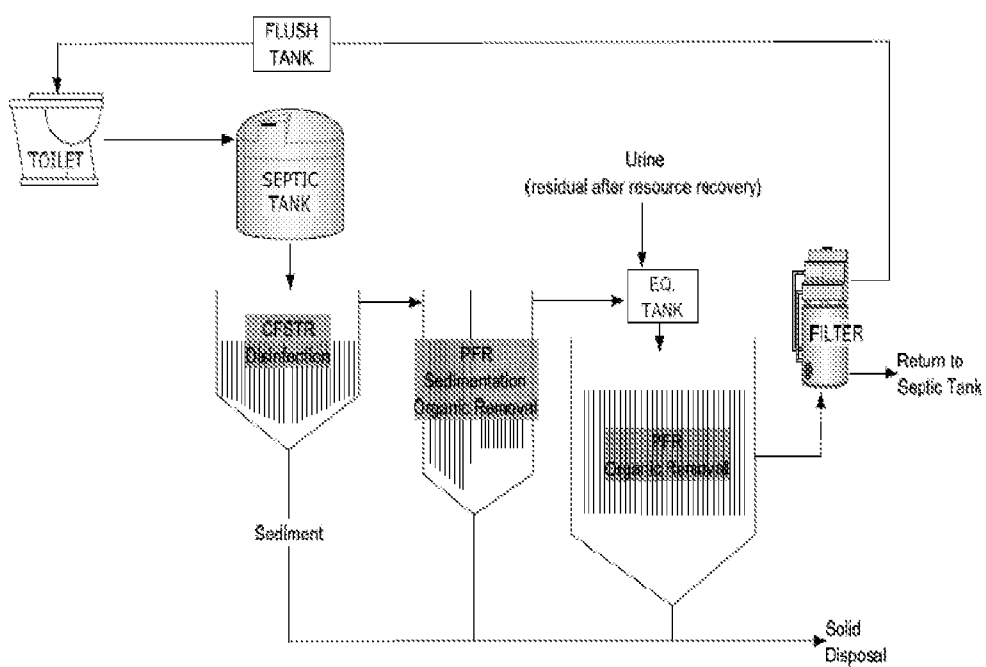 FLUSH
TANK
TOILET
SEPTIC
TANK
Urine
(residual after resource recovery)
EQ.
TANK
CFSTR
Disinfection
PFR
Sedimentation
Organic Removal
FILTER
Return to
Septic Tank
PFR
Organic Removal
Sediment
Solid
Disposal